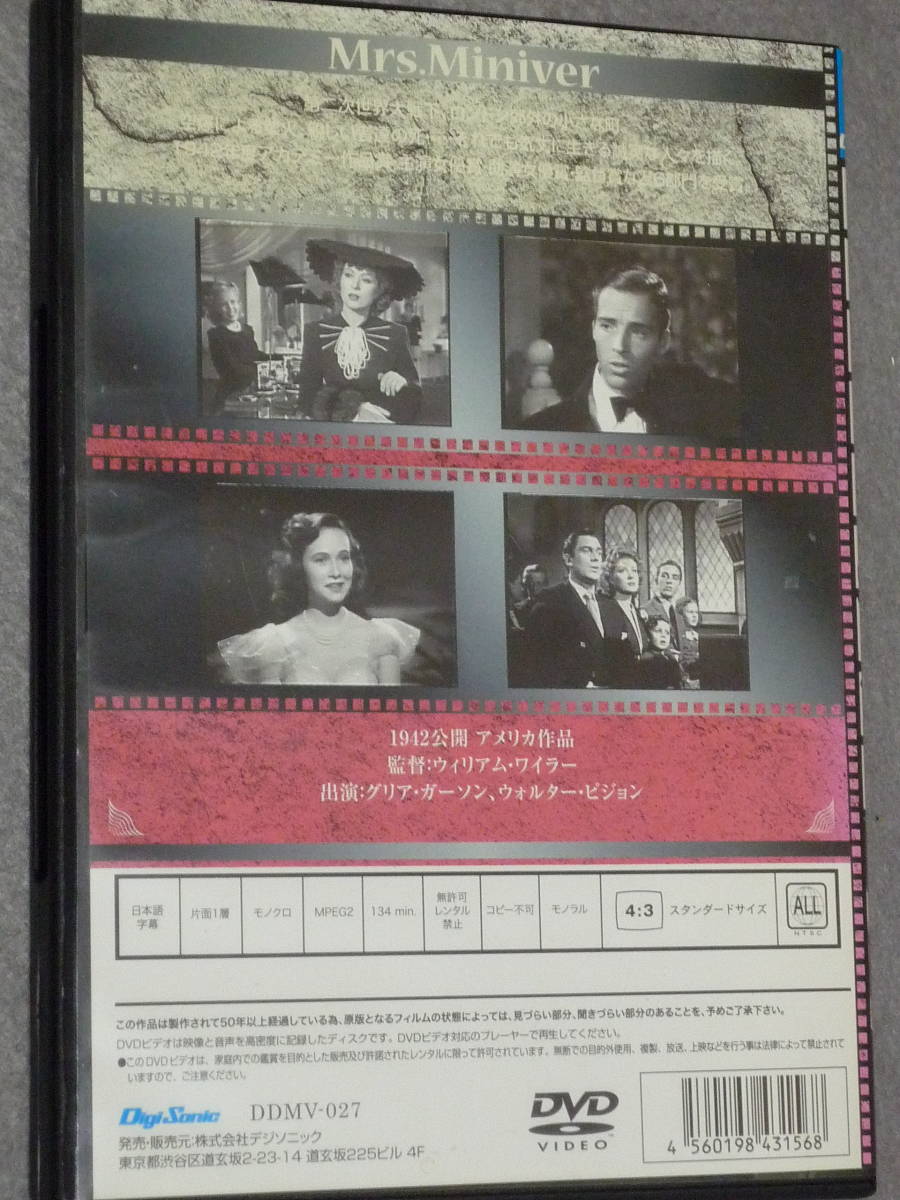 Mrs.Miniver
1942公開 アメリカ作品
監督:ウィリアム・ワイラー
出演:グリア・ガーソン、ウォルター・ピジョン
日本語
字幕
片面1層
モノクロ
MPEG2
134 min.
無許可
レンタル
禁止
コピー不可
モノラル
4:3 スタンダードサイズ
ALL
NTSC
この作品は製作されて50年以上経過している為、原版となるフィルムの状態によっては、見づらい部分、聞きづらい部分のあることを、予めご了承下さい。
DVDビデオは映像と音声を高密度に記録したディスクです。DVDビデオ対応のプレーヤーで再生してください。
●このDVDビデオは、家庭内での鑑賞を目的とした販売及び許諾されたレンタルに限って許可されています。無断での目的外使用、複製、放送、上映などを行う事は法律によって禁止されて
いますので、ご注意ください。
DigiSonic DDMV-027
発売・販売元:株式会社デジソニック
東京都渋谷区道玄坂2-23-14 道玄坂225ビル 4F
DVD
VIDEO
4 560198 431568